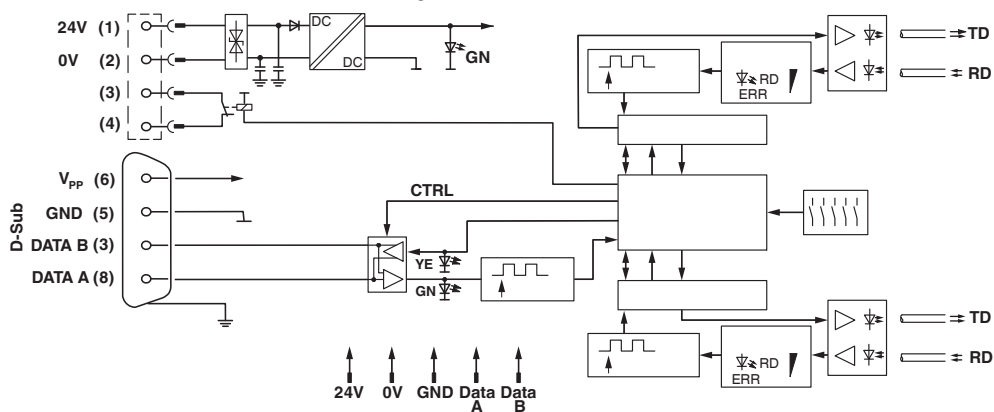 24V (1)
0V (2)
(3)
(4)
DC
DC
GN
D-Sub
VPP (6)
GND (5)
DATA B (3)
DATA A (8)
CTRL
YE
GN
RD
ERR
TD
RD
RD
ERR
TD
RD
24V
0V
GND
Data A
Data B